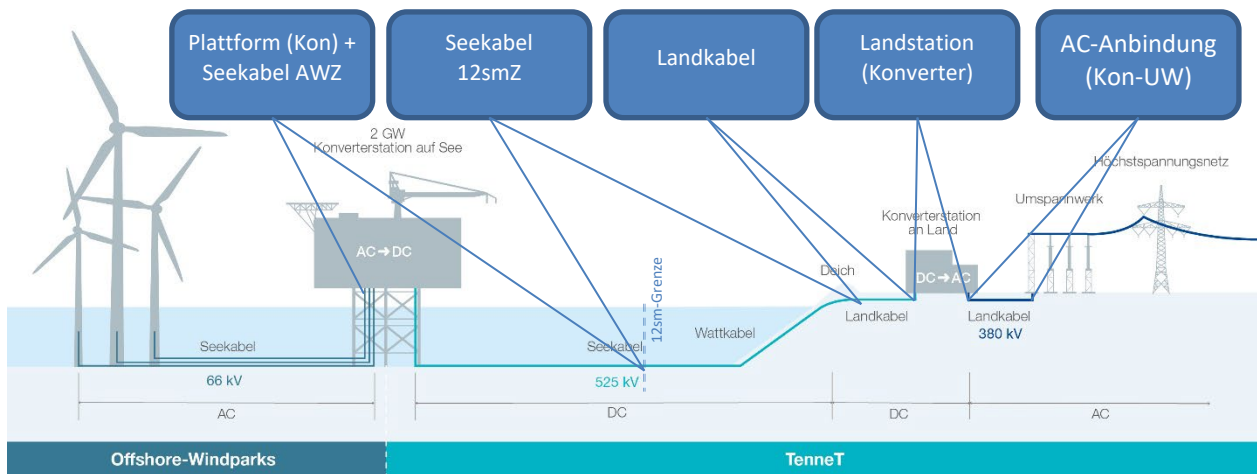 Plattform (Kon) +
Seekabel AWZ
Seekabel
12smZ
Landkabel
Landstation
(Konverter)
AC-Anbindung
(Kon-UW)
2 GW
Konverterstation auf See
Höchstspannungsnetz
Umspannwerk
Konverterstation
an Land
AC→DC
Deich
DC→AC
12sm-Grenze
Landkabel
Landkabel
380 kV
Seekabel
Seekabel
Wattkabel
66 kV
525 kV
AC
DC
DC
AC
Offshore-Windparks
TenneT